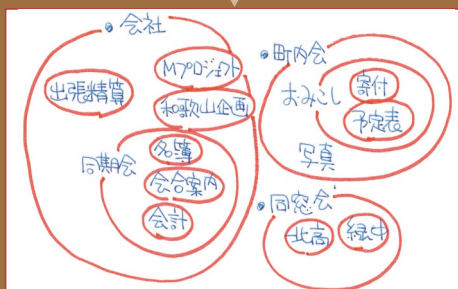 • 会社
Mプロジェクト
出張精算
和歌山企画
同期会
名簿
会合案内
会計
• 町内会
おみこし
寄付
予定表
写真
• 同窓会
北高
緑中